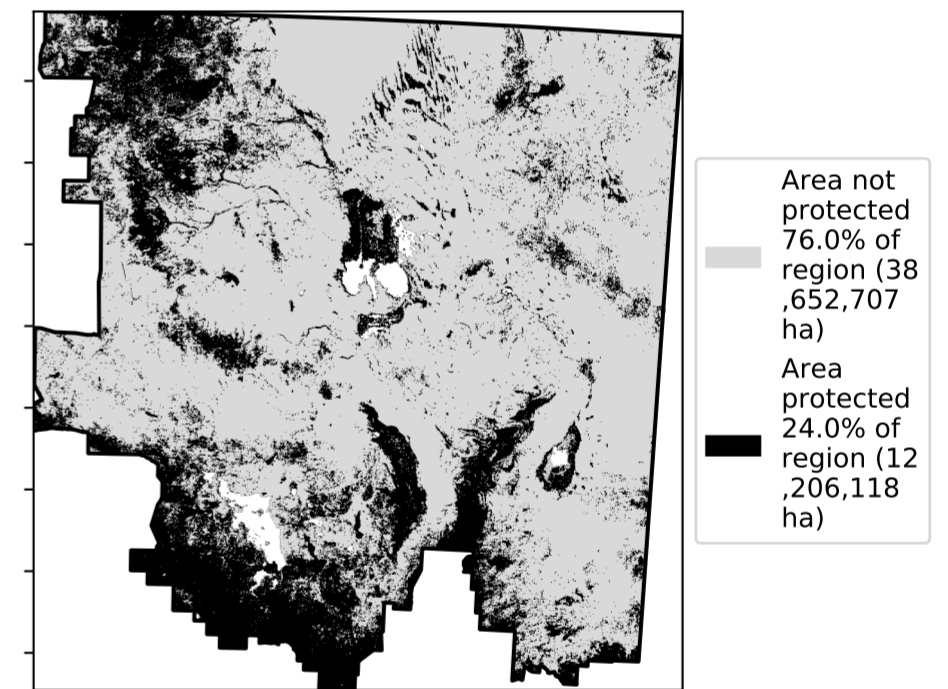 Area not
protected
76.0% of
region (38
,652,707
ha)
Area
protected
24.0% of
region (12
,206,118
ha)